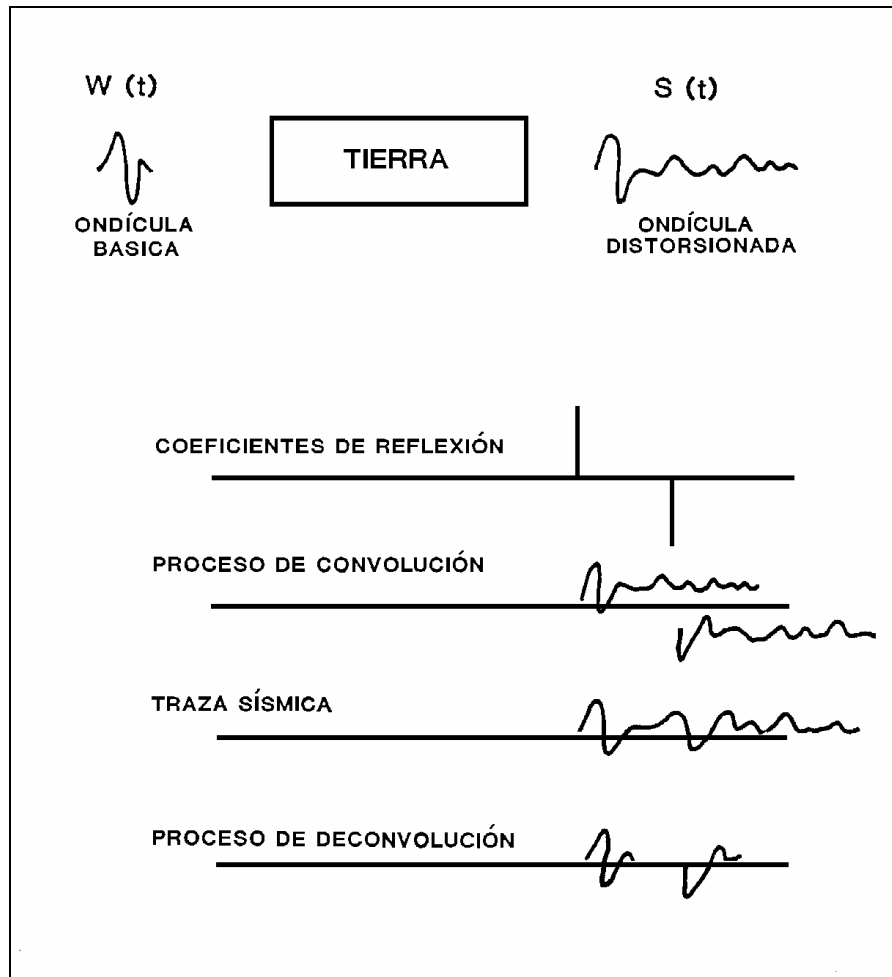 W (t)
S (t)
TIERRA
ONDÍCULA
BASICA
ONDÍCULA
DISTORSIONADA
COEFICIENTES DE REFLEXIÓN
PROCESO DE CONVOLUCIÓN
TRAZA SÍSMICA
PROCESO DE DECONVOLUCIÓN